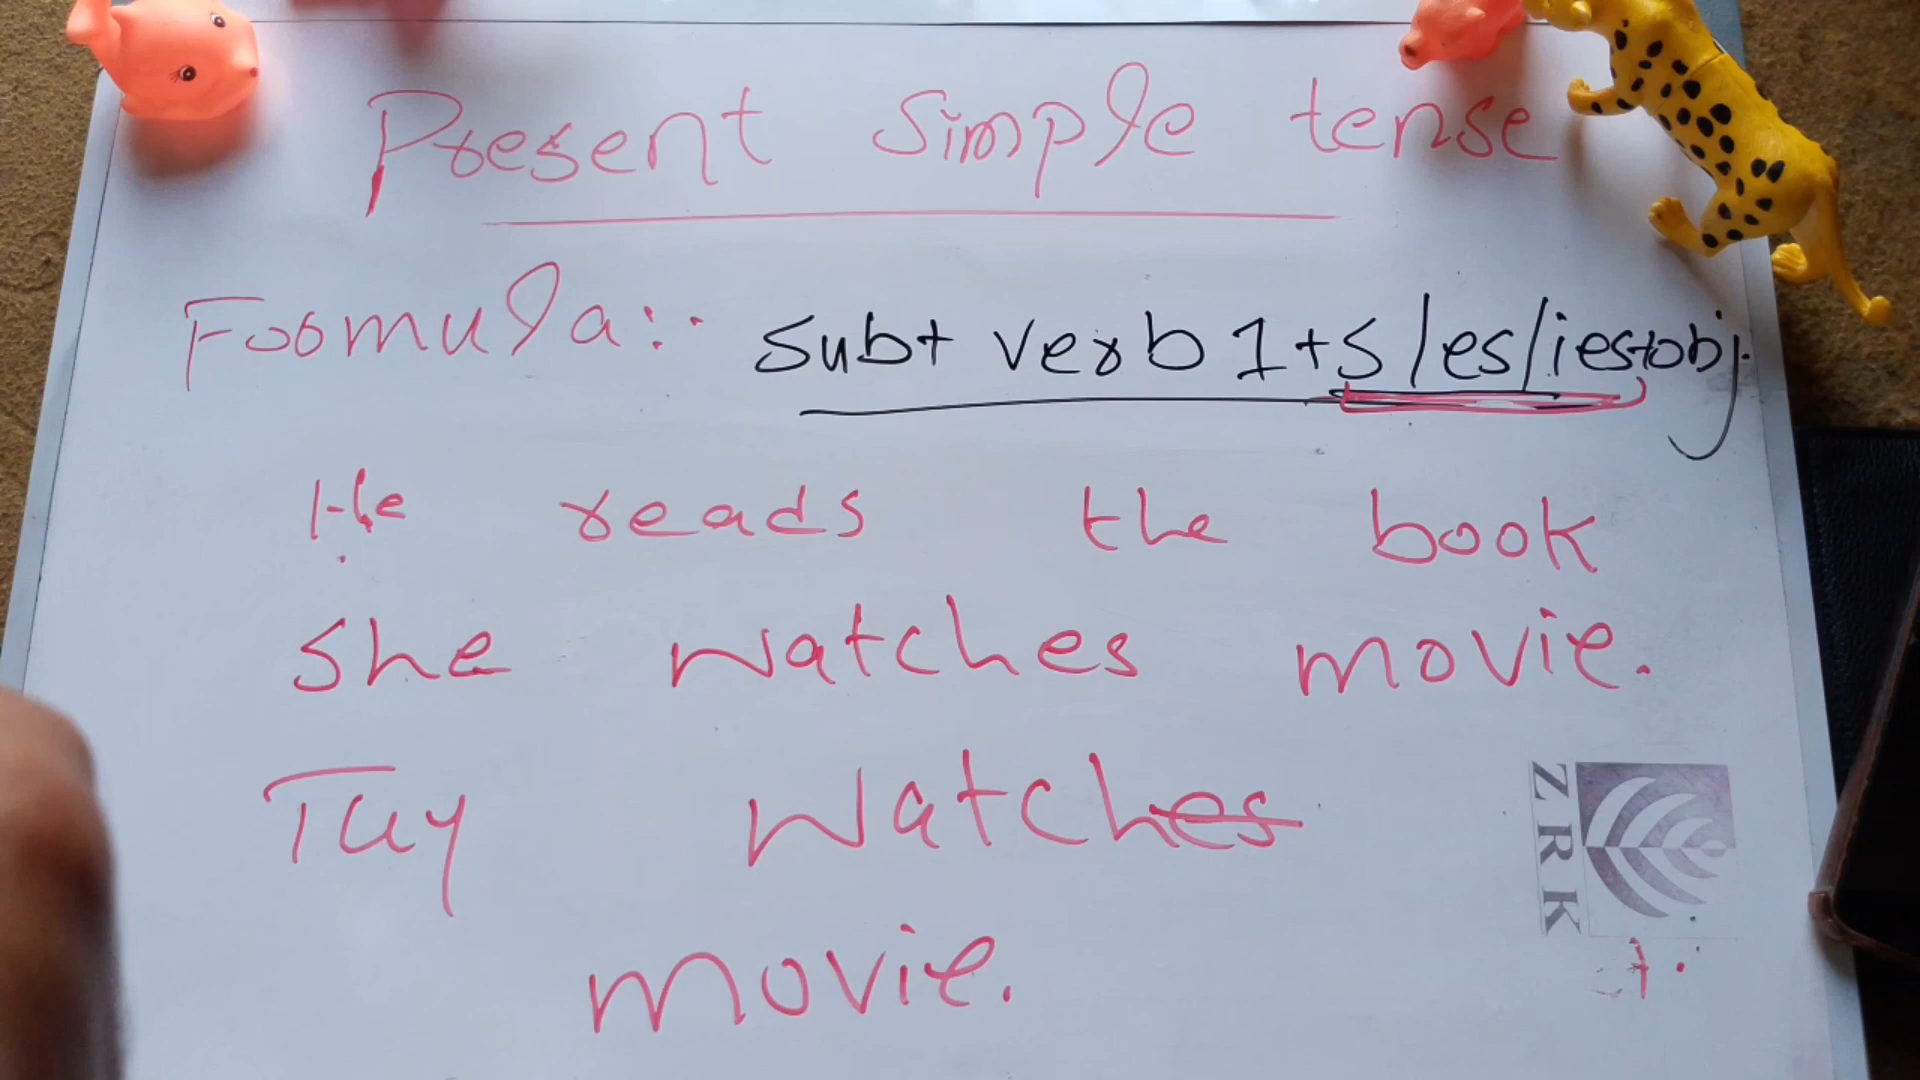 Present simple tense
Formula:-
Sub+ verb 1+s/es/ies+obj.
He reads the book
She watches movie.
Tay watches
movie.
ZRK